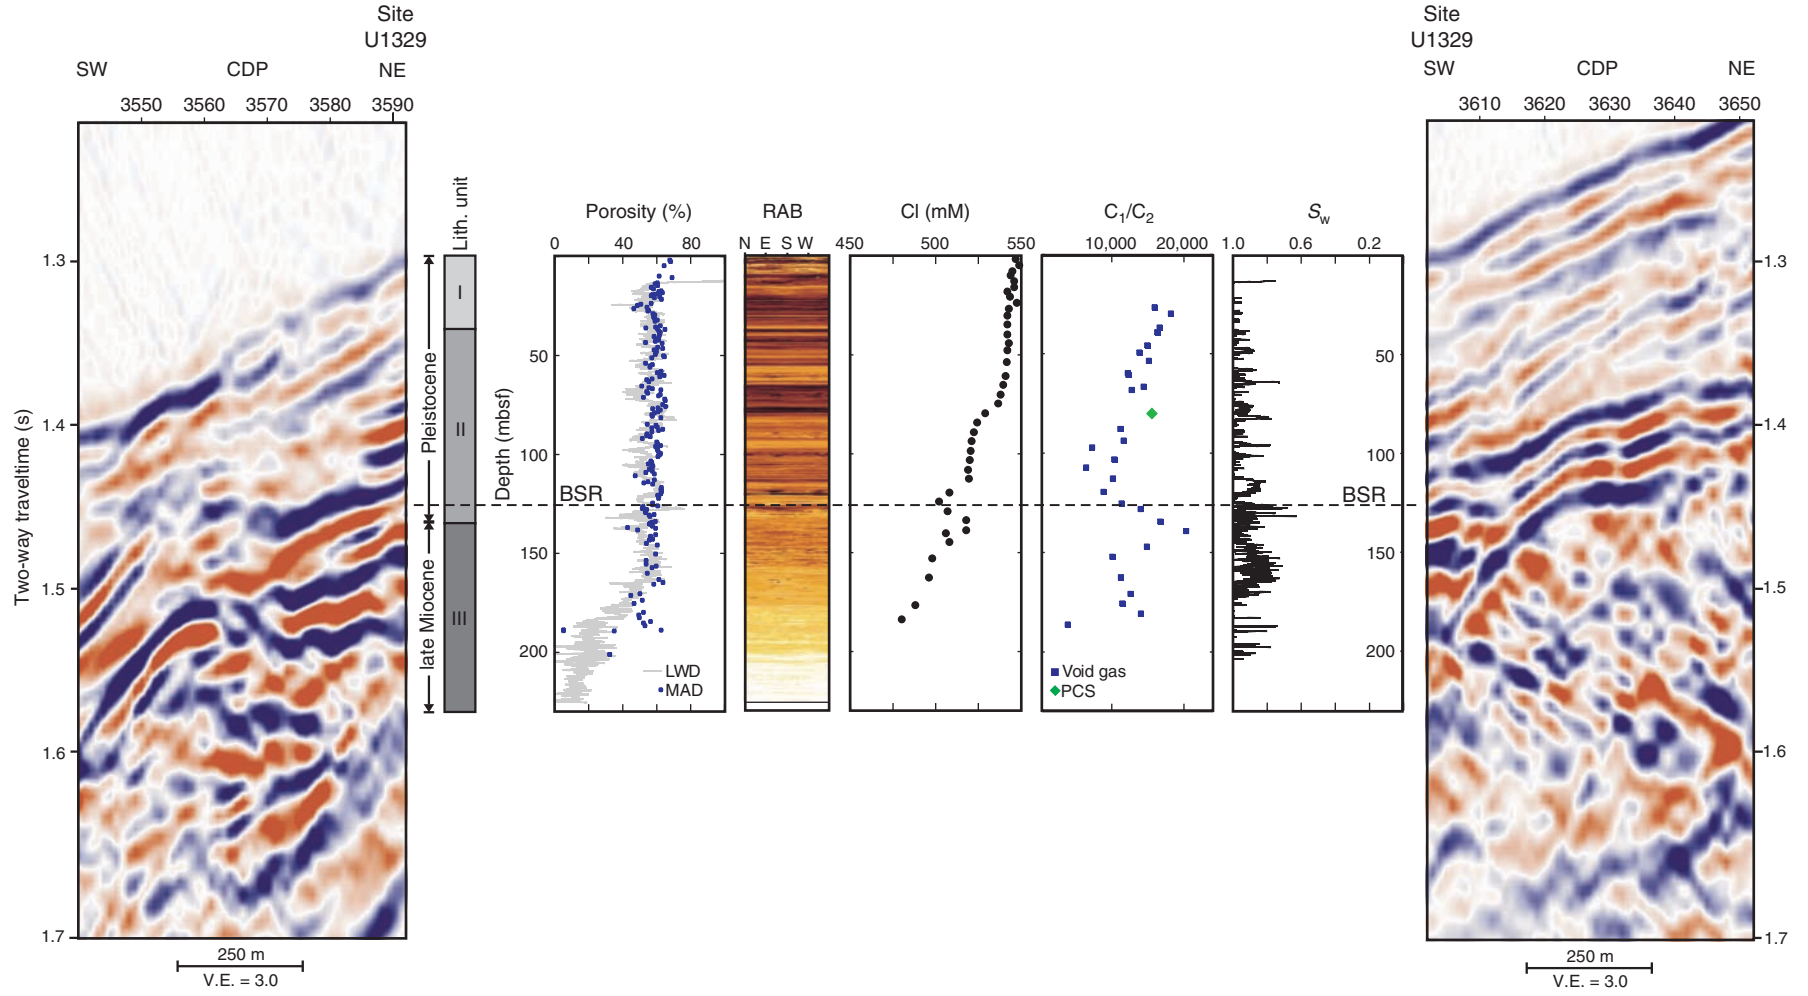 Site
U1329
SW CDP NE
3550 3560 3570 3580 3590
Two-way traveltime (s)
1.3
1.4
1.5
1.6
1.7
250 m
V.E. = 3.0
Pleistocene
late Miocene
Lith. unit
I
II
III
Depth (mbsf)
50
100
150
200
Porosity (%)
0 40 80
BSR
LWD
MAD
RAB
N E S W
Cl (mM)
450 500 550
C1/C2
10,000 20,000
Void gas
PCS
Sw
1.0 0.6 0.2
BSR
50
100
150
200
Site
U1329
SW CDP NE
3610 3620 3630 3640 3650
1.3
1.4
1.5
1.6
1.7
250 m
V.E. = 3.0